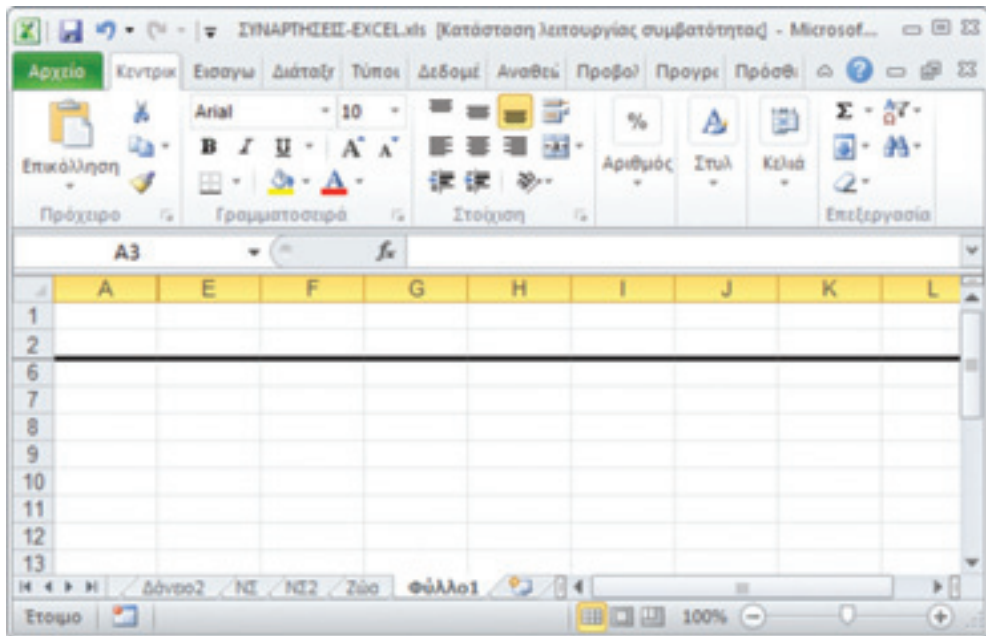 ΣΥΝΑΡΤΗΣΕΙΣ-EXCEL.xls [Κατάσταση λειτουργίας συμβατότητας] - Microsof...
Αρχείο Κεντρικ Εισαγω Διάταξτ Τύποι Δεδομέ Αναθεώ Προβολ Προγρι Πρόσθ
Arial 10 Σ
B I U A A % Α
Επικόλληση Αριθμός Στυλ Κελιά
Πρόχειρο Γραμματοσειρά Στοίχιση Επεξεργασία
A3 fx
A E F G H I J K L
1
2
6
7
8
9
10
11
12
13
Δάνειο2 ΝΣ ΝΣ2 Ζώα Φύλλο1
Έτοιμο 100%